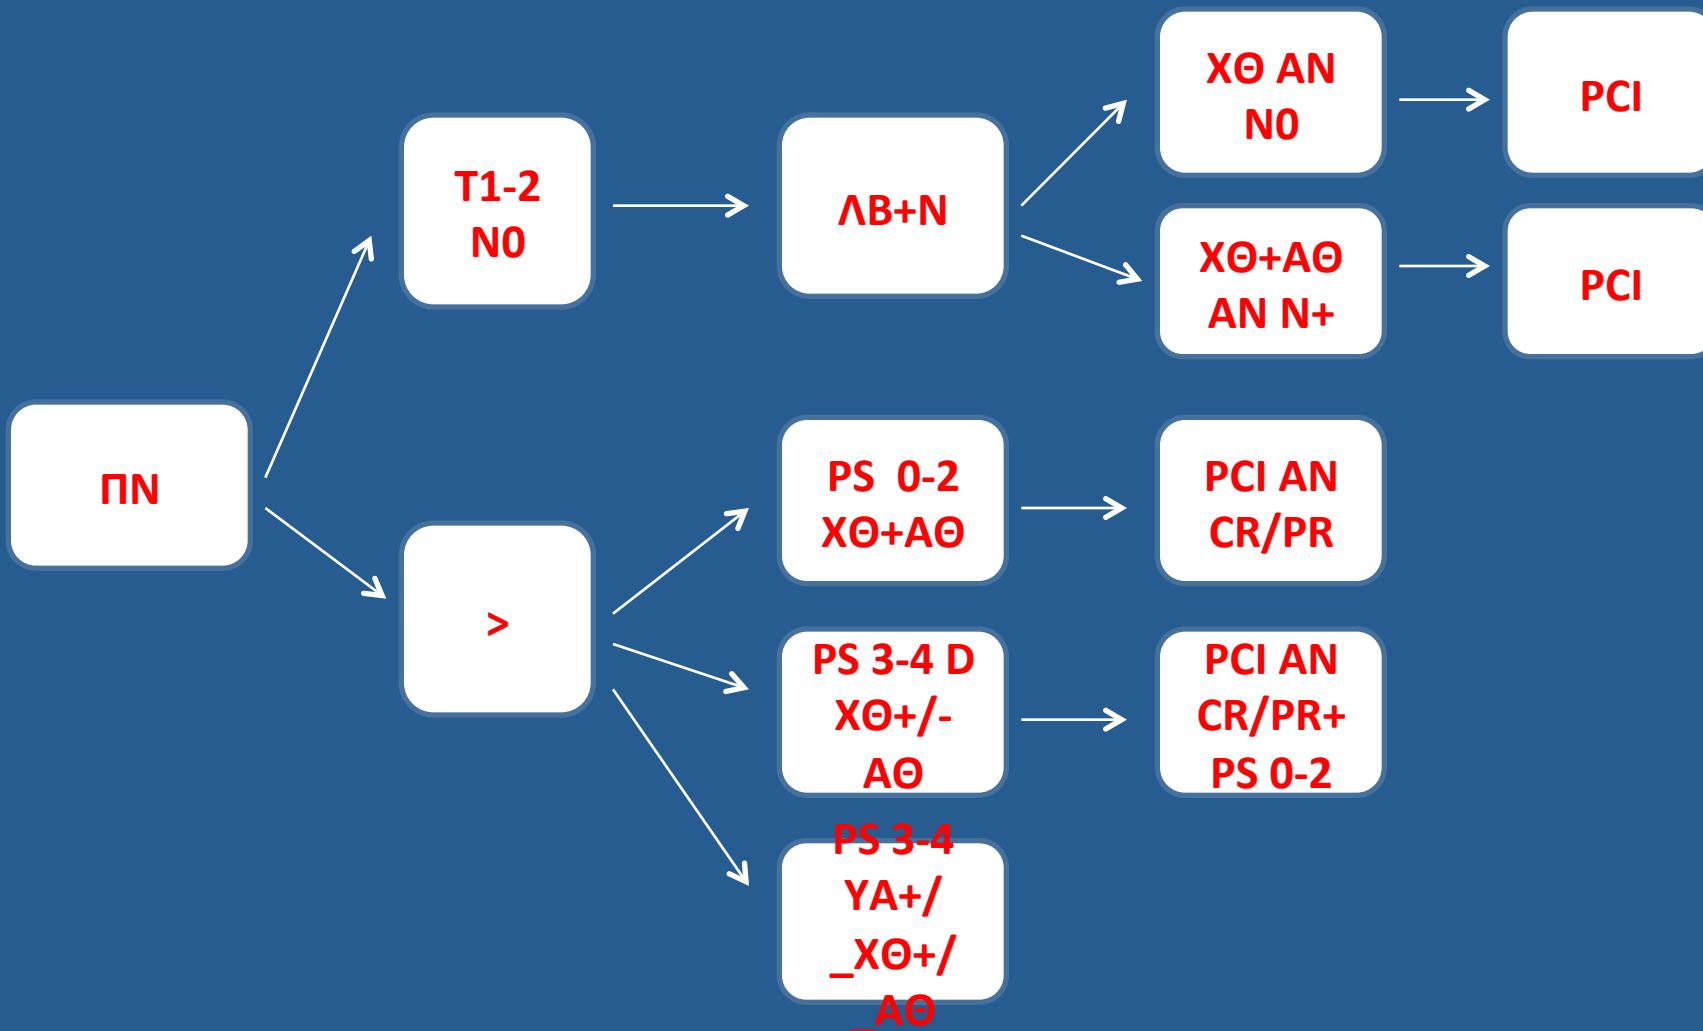 ΧΘ ΑΝ
Ν0
PCI
Τ1-2
Ν0
ΛΒ+Ν
ΧΘ+ΑΘ
ΑΝ Ν+
PCI
ΠΝ
PS  0-2
ΧΘ+ΑΘ
PCI ΑΝ
CR/PR
>
PS 3-4 D
ΧΘ+/-
ΑΘ
PCI ΑΝ
CR/PR+
PS 0-2
PS 3-4
ΥΑ+/
_ΧΘ+/
_ΑΘ